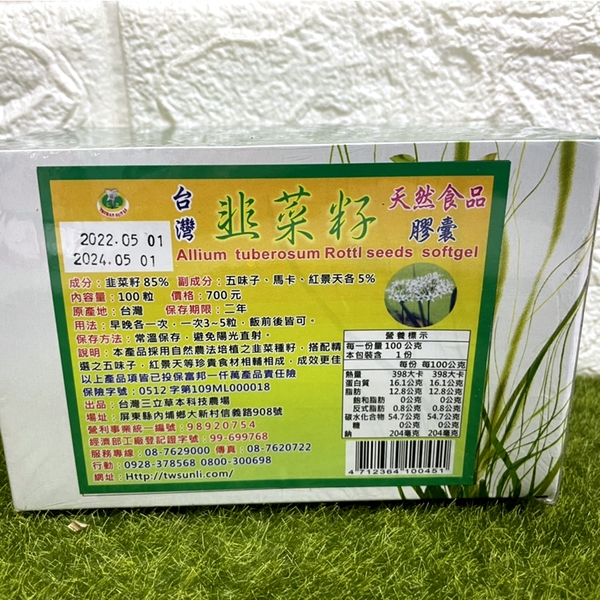 台灣 韭菜籽 天然食品 膠囊
Allium tuberosum Rottl seeds softgel
2022.05 01
2024.05 01
成分：韭菜籽85% 副成分：五味子、馬卡、紅景天各5%
內容量：100粒 價格：700元
原產地：台灣 保存期限：二年
用法：早晚各一次，一次3~5粒，飯前後皆可。
保存方法：常溫保存，避免陽光直射。
說明：本產品採用自然農法培植之韭菜種籽，搭配精
選之五味子、紅景天等珍貴食材相輔相成，成效更佳
以上產品皆已投保富邦一仟萬產品責任險
保險字號：0512字第109ML000018
出品：台灣三立草本科技農場
場址：屏東縣內埔鄉大新村信義路908號
營利事業統一編號：98920754
經濟部工廠登記證字號：99-699768
服務專線：08-7629000 傳真：08-7620722
行動：0928-378568 0800-300698
網址：Http://twsunli.com/
營養標示
每一份量100公克
本包裝含 1份
每份 每100公克
熱量 398大卡 398大卡
蛋白質 16.1公克 16.1公克
脂肪 12.8公克 12.8公克
飽和脂肪 0公克 0公克
反式脂肪 0.8公克 0.8公克
碳水化合物 54.7公克 54.7公克
糖 0公克 0公克
鈉 204毫克 204毫克
4712364100451